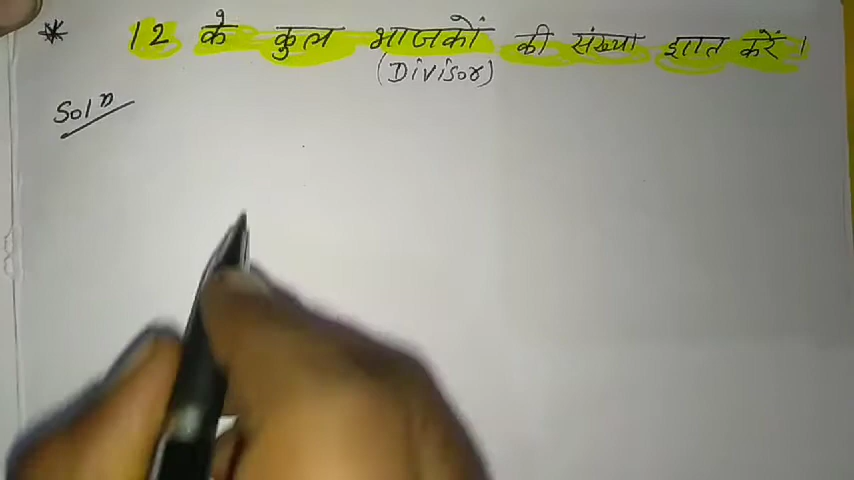 * 12 के कुल भाजकों की संख्या ज्ञात करें ।
(Divisor)
Solⁿ